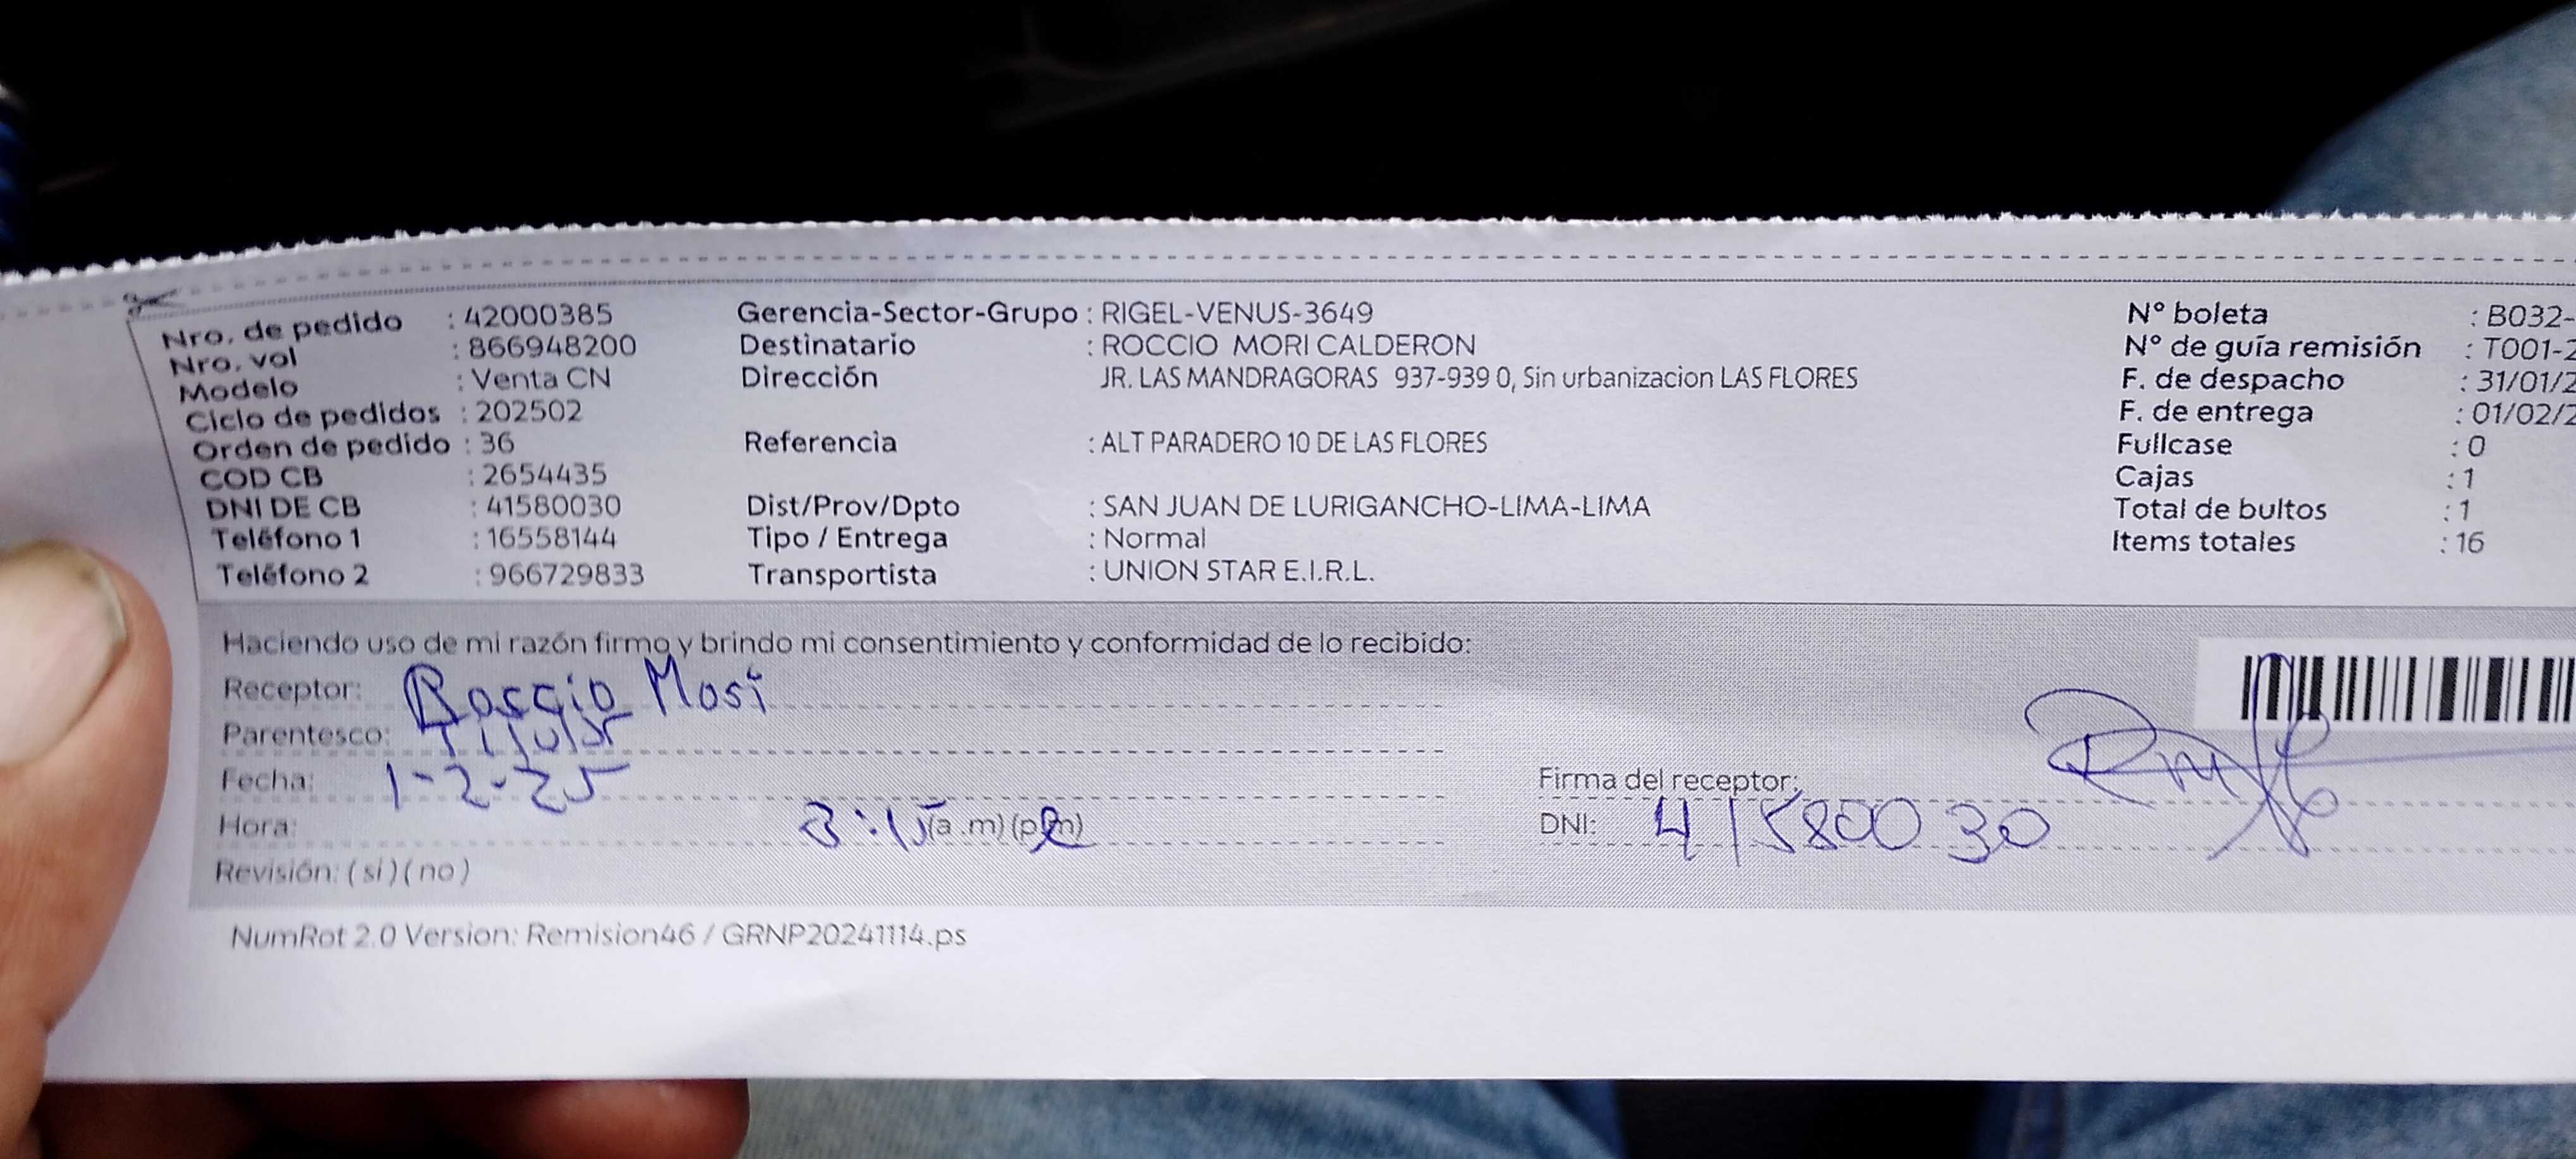 Nro. de pedido : 42000385
Nro. vol : 866948200
Modelo : Venta CN
Ciclo de pedidos : 202502
Orden de pedido : 36
COD CB : 2654435
DNI DE CB : 41580030
Teléfono 1 : 16558144
Teléfono 2 : 966729833
Gerencia-Sector-Grupo : RIGEL-VENUS-3649
Destinatario : ROCCIO MORI CALDERON
Dirección JR. LAS MANDRAGORAS 937-939 0, Sin urbanizacion LAS FLORES
Referencia : ALT PARADERO 10 DE LAS FLORES
Dist/Prov/Dpto : SAN JUAN DE LURIGANCHO-LIMA-LIMA
Tipo / Entrega : Normal
Transportista : UNION STAR E.I.R.L.
Nº boleta : B032-
Nº de guía remisión : T001-2
F. de despacho : 31/01/2
F. de entrega : 01/02/2
Fullcase : 0
Cajas : 1
Total de bultos : 1
Items totales : 16
Haciendo uso de mi razón firmo y brindo mi consentimiento y conformidad de lo recibido:
Receptor: Roccio Mori
Parentesco: Titular
Fecha: 1-2-25
Hora: 3:15 (a.m) (p.m)
Revisión: (si) (no)
Firma del receptor:
DNI: 41580030
NumRot 2.0 Version: Remision46 / GRNP20241114.ps